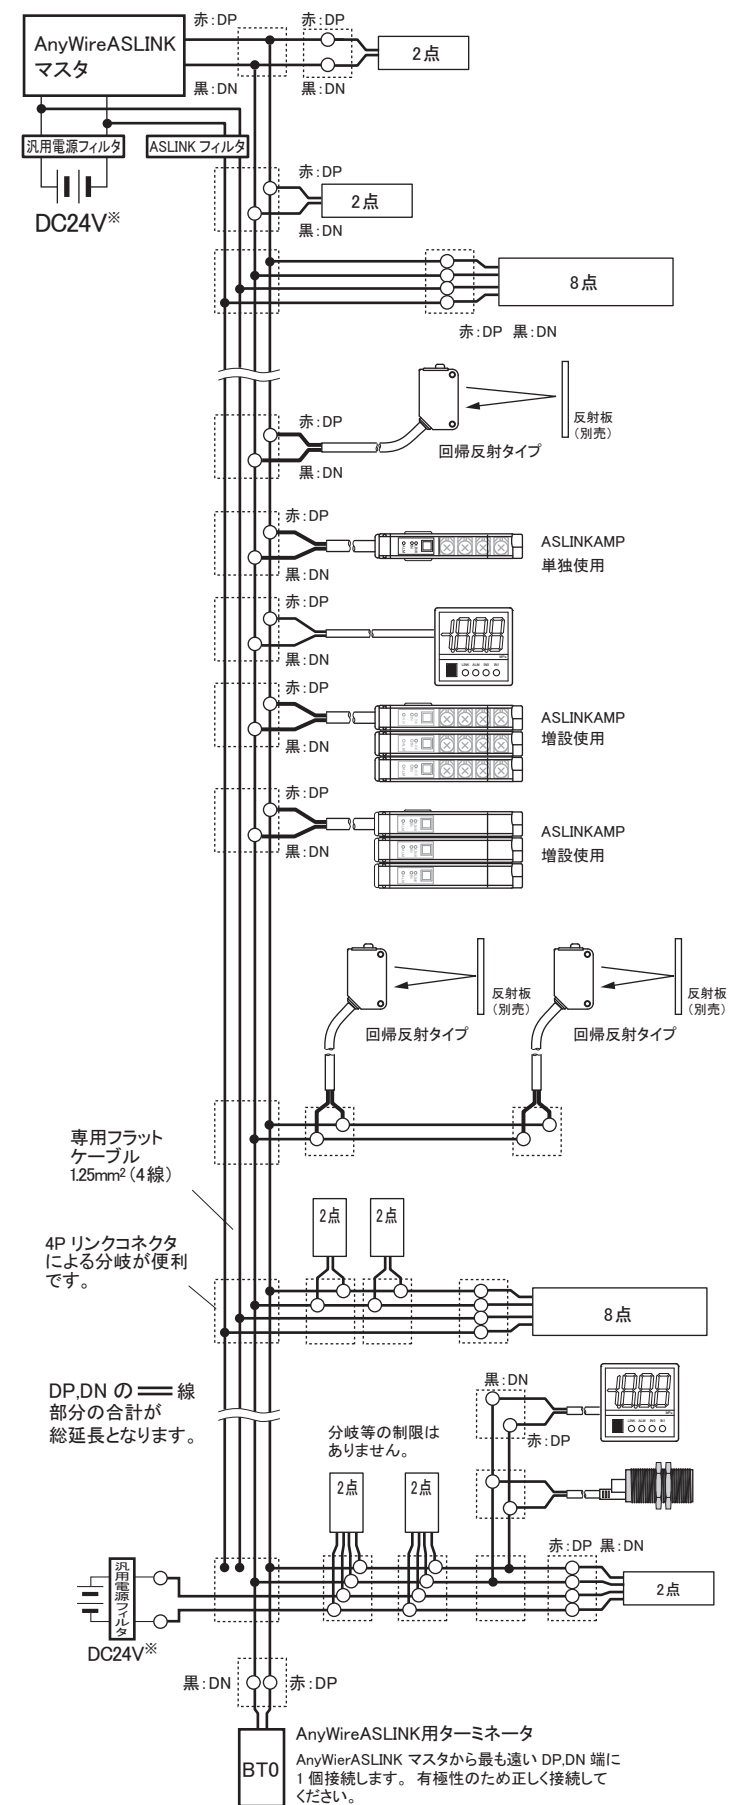 赤:DP
赤:DP
AnyWireASLINK
マスタ
2点
黒:DN
黒:DN
汎用電源フィルタ
ASLINK フィルタ
DC24V※
赤:DP
2点
黒:DN
8点
赤:DP 黒:DN
赤:DP
反射板
(別売)
回帰反射タイプ
黒:DN
赤:DP
ASLINKAMP
単独使用
黒:DN
赤:DP
黒:DN
赤:DP
ASLINKAMP
増設使用
黒:DN
赤:DP
ASLINKAMP
増設使用
黒:DN
反射板
(別売)
回帰反射タイプ
反射板
(別売)
回帰反射タイプ
専用フラット
ケーブル
1.25mm²(4線)
4P リンクコネクタ
による分岐が便利
です。
2点
2点
8点
DP,DN の 線
部分の合計が
総延長となります。
黒:DN
赤:DP
分岐等の制限は
ありません。
2点
2点
赤:DP 黒:DN
2点
汎用電源フィルタ
DC24V※
黒:DN
赤:DP
BT0
AnyWireASLINK用ターミネータ
AnyWierASLINK マスタから最も遠い DP,DN 端に
1 個接続します。 有極性のため正しく接続して
ください。